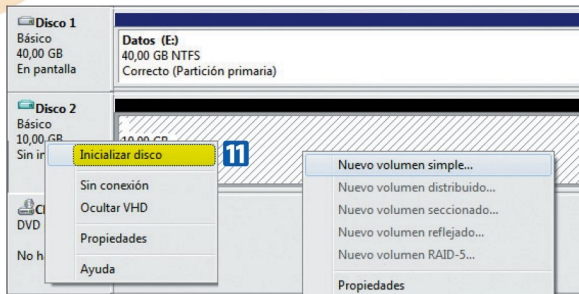 Disco 1
Básico
40,00 GB
En pantalla
Datos (E:)
40,00 GB NTFS
Correcto (Partición primaria)
Disco 2
Básico
10,00 GB
Sin
10,00 GB
Inicializar disco
11
Sin conexión
Ocultar VHD
Propiedades
Ayuda
Nuevo volumen simple...
Nuevo volumen distribuido...
Nuevo volumen seccionado...
Nuevo volumen reflejado...
Nuevo volumen RAID-5...
Propiedades
DVD
No